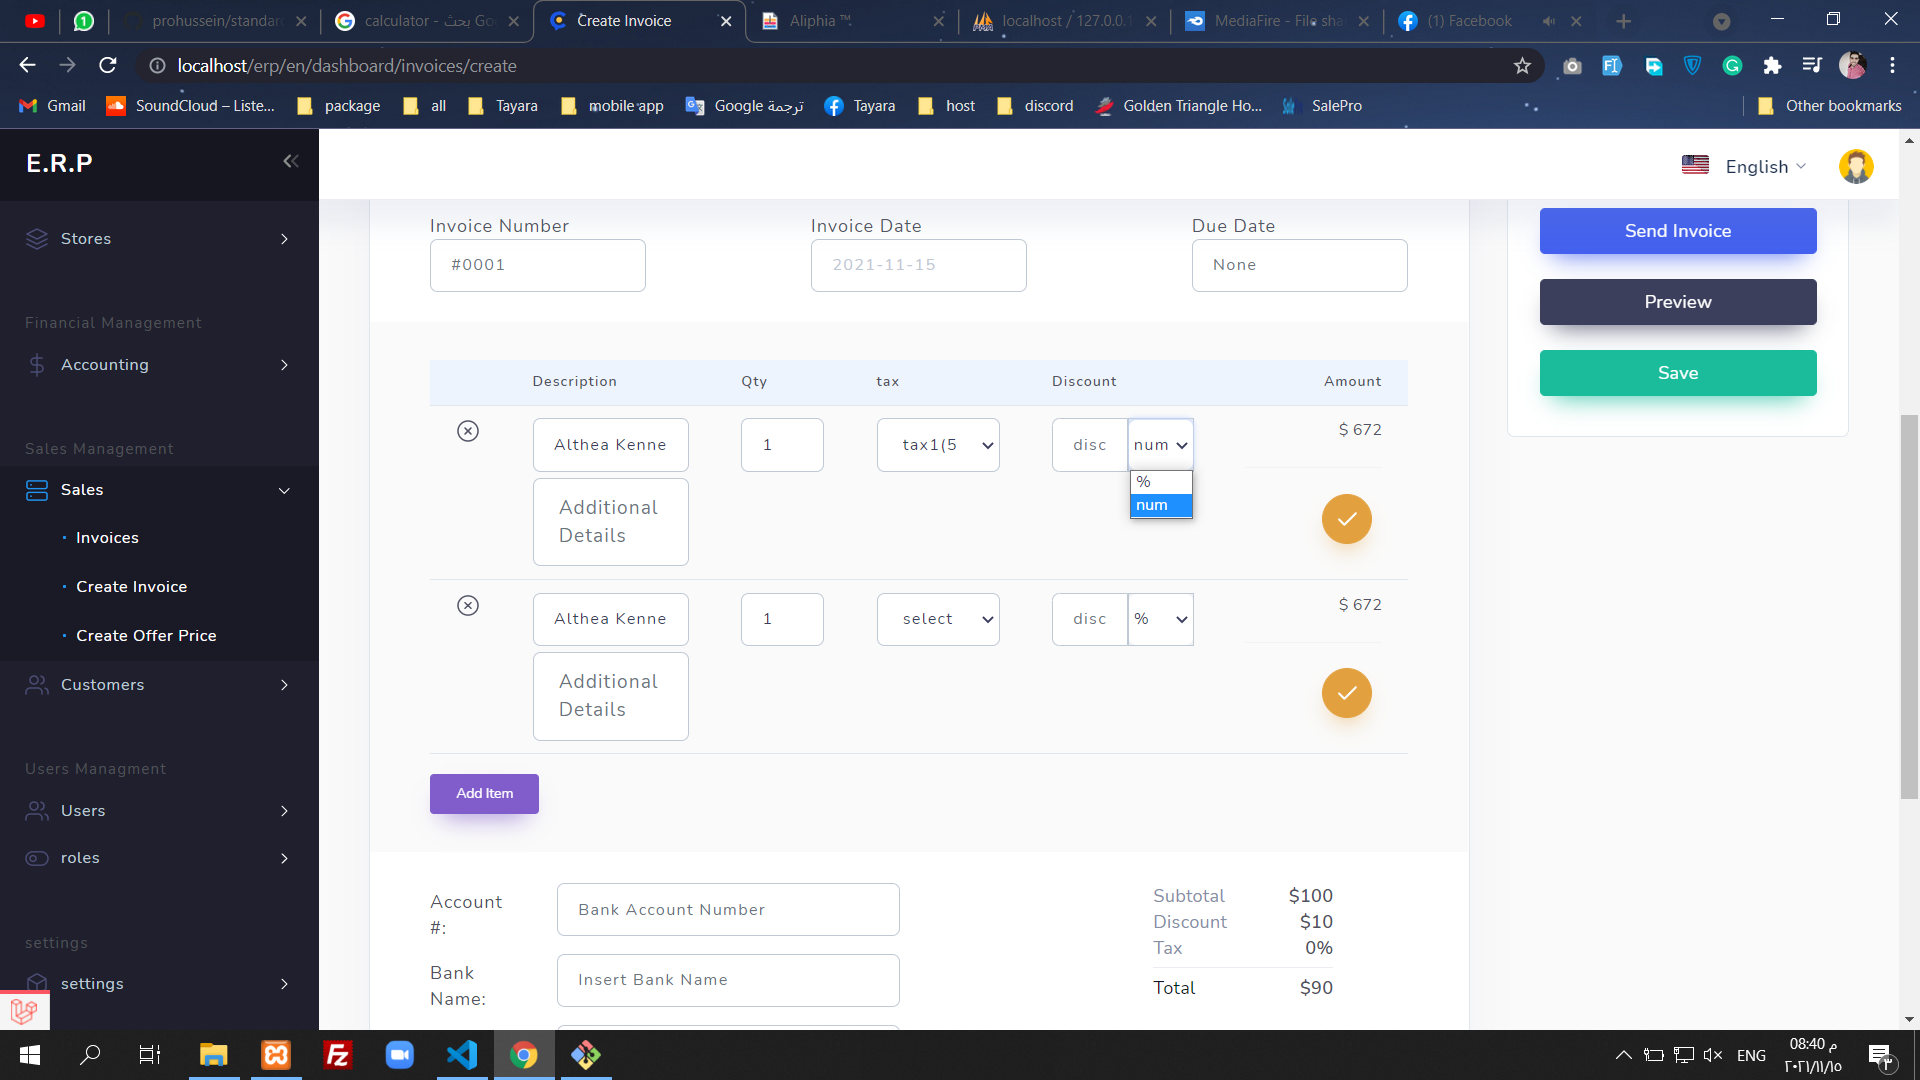 prohussein/standar
calculator - بحث Go
Create Invoice
Aliphia ™
localhost / 127.0.0.1
MediaFire - File sha
(1) Facebook
localhost/erp/en/dashboard/invoices/create
Gmail
SoundCloud – Liste...
package
all
Tayara
mobile app
Google ترجمة
Tayara
host
discord
Golden Triangle Ho...
SalePro
Other bookmarks
E.R.P
English
Stores
Financial Management
Accounting
Sales Management
Sales
Invoices
Create Invoice
Create Offer Price
Customers
Users Managment
Users
roles
settings
settings
Invoice Number
Invoice Date
Due Date
#0001
2021-11-15
None
Send Invoice
Preview
Save
Description Qty tax Discount Amount
Althea Kenne 1 tax1(5 disc num $ 672
%
num
Additional
Details
Althea Kenne 1 select disc % $ 672
Additional
Details
Add Item
Account
#:
Bank Account Number
Bank
Name:
Insert Bank Name
Subtotal $100
Discount $10
Tax 0%
Total $90
ENG
08:40 م
٢٠٢١/١١/١٥
٣